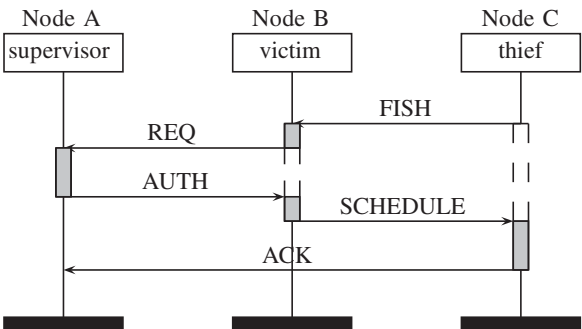 Node A Node B Node C
supervisor victim thief
FISH
REQ
AUTH
SCHEDULE
ACK